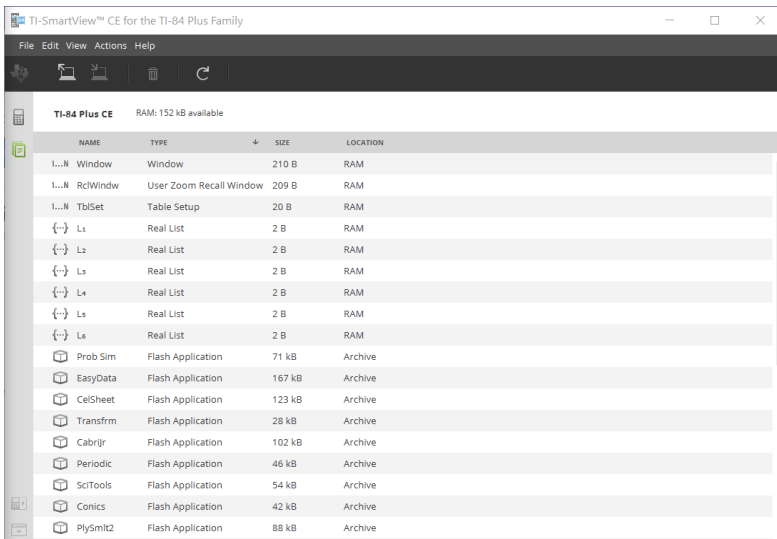 TI-SmartView™ CE for the TI-84 Plus Family
File Edit View Actions Help
TI-84 Plus CE RAM: 152 kB available
NAME TYPE SIZE LOCATION
1...N Window Window 210 B RAM
1...N RclWindw User Zoom Recall Window 209 B RAM
1...N TblSet Table Setup 20 B RAM
{...} L₁ Real List 2 B RAM
{...} L₂ Real List 2 B RAM
{...} L₃ Real List 2 B RAM
{...} L₄ Real List 2 B RAM
{...} L₅ Real List 2 B RAM
{...} L₆ Real List 2 B RAM
Prob Sim Flash Application 71 kB Archive
EasyData Flash Application 167 kB Archive
CelSheet Flash Application 123 kB Archive
Transfrm Flash Application 28 kB Archive
CabriJr Flash Application 102 kB Archive
Periodic Flash Application 46 kB Archive
SciTools Flash Application 54 kB Archive
Conics Flash Application 42 kB Archive
PlySmlt2 Flash Application 88 kB Archive